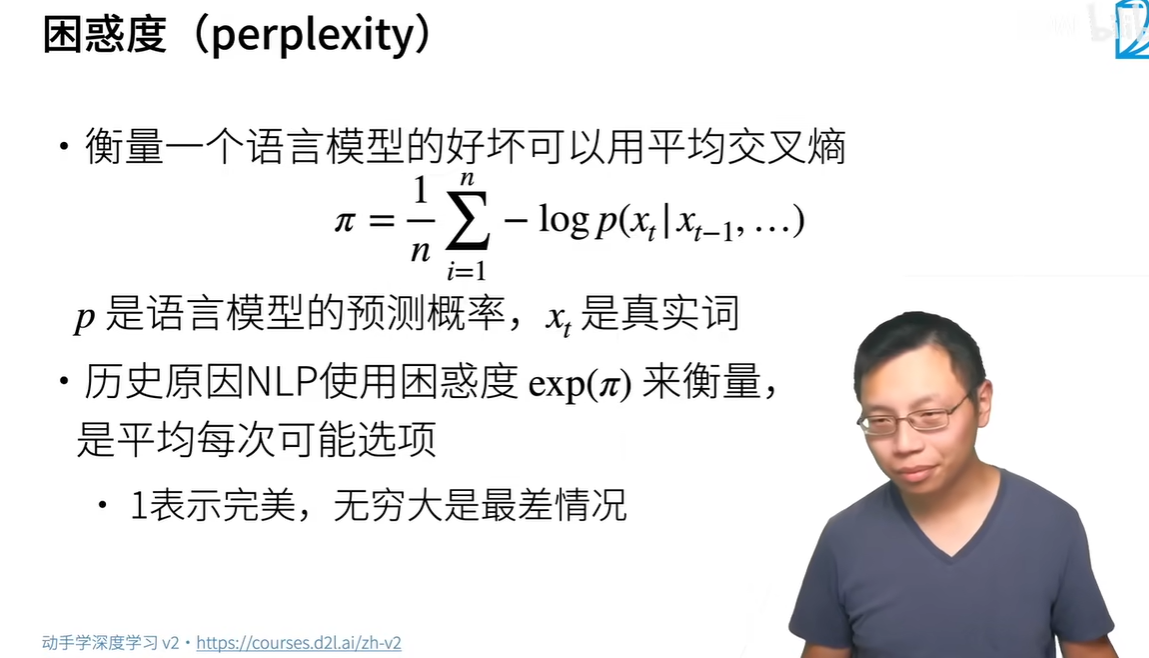 困惑度（perplexity）
• 衡量一个语言模型的好坏可以用平均交叉熵
π = 1/n ∑_{i=1}^{n} − log p(x_t | x_{t−1}, …)
p 是语言模型的预测概率，x_t 是真实词
• 历史原因NLP使用困惑度 exp(π) 来衡量，
是平均每次可能选项
• 1表示完美，无穷大是最差情况
动手学深度学习 v2 • https://courses.d2l.ai/zh-v2